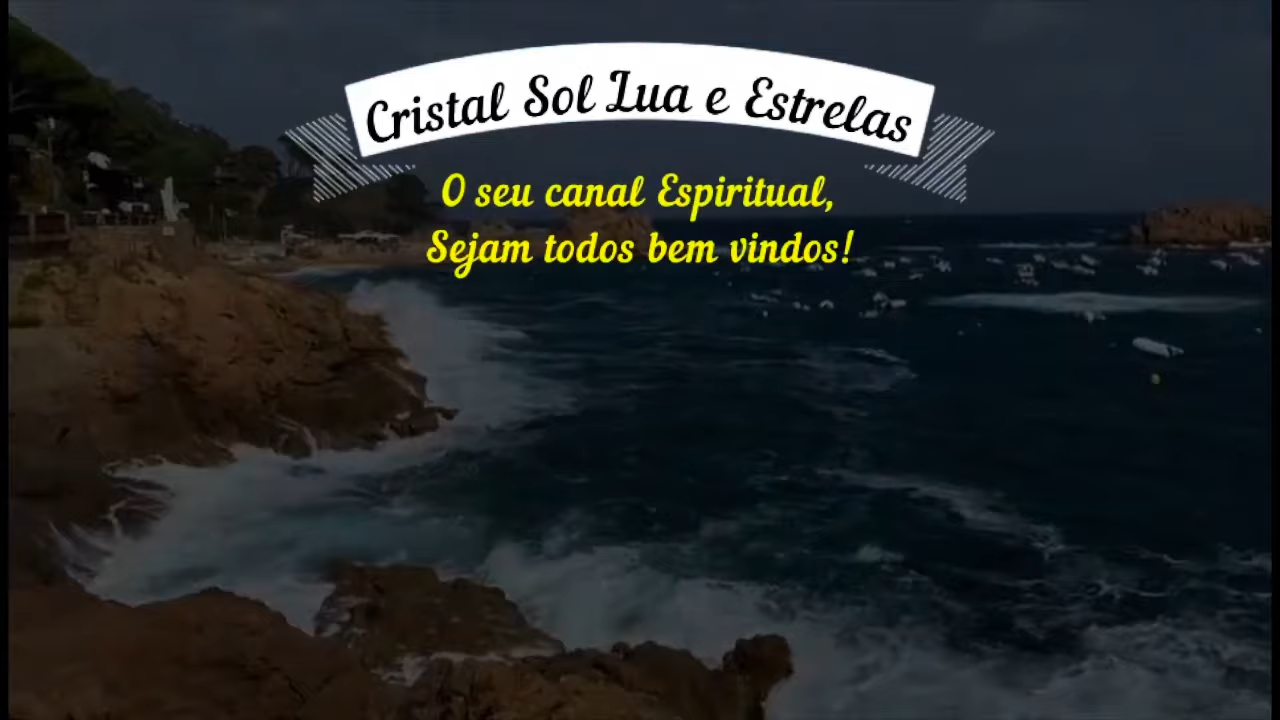 Cristal Sol Lua e Estrelas
O seu canal Espiritual,
Sejam todos bem vindos!